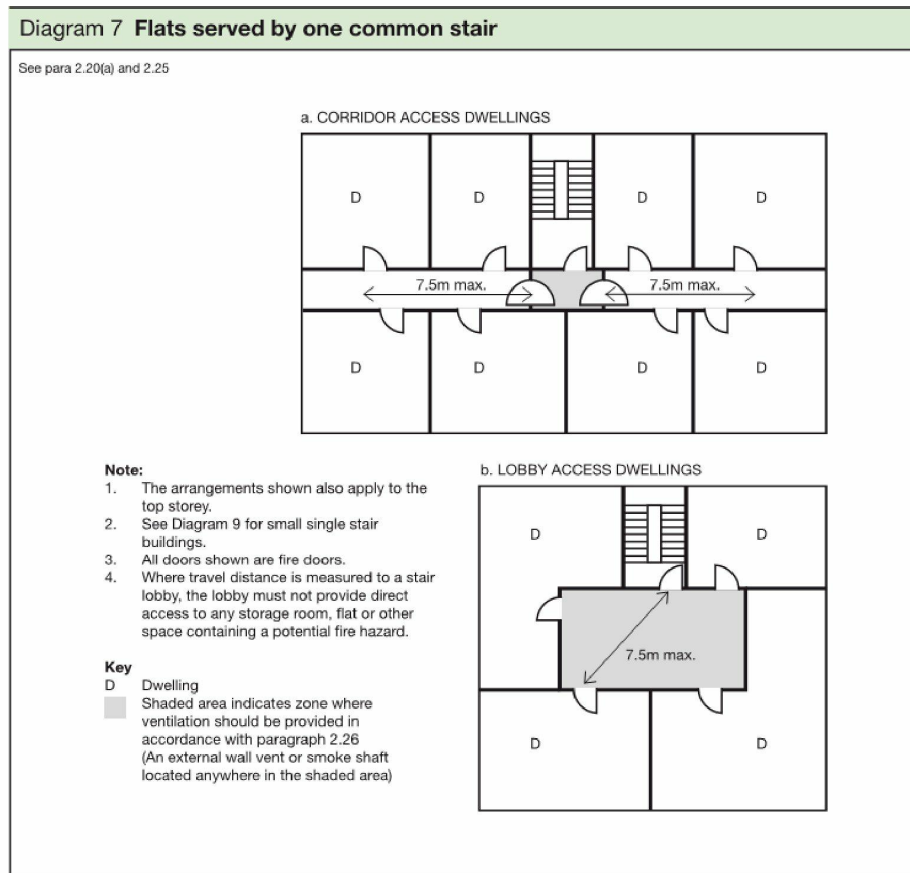 Diagram 7 Flats served by one common stair
See para 2.20(a) and 2.25
a. CORRIDOR ACCESS DWELLINGS
D D D D
7.5m max. 7.5m max.
D D D D
Note:
1. The arrangements shown also apply to the
top storey.
2. See Diagram 9 for small single stair
buildings.
3. All doors shown are fire doors.
4. Where travel distance is measured to a stair
lobby, the lobby must not provide direct
access to any storage room, flat or other
space containing a potential fire hazard.
Key
D Dwelling
Shaded area indicates zone where
ventilation should be provided in
accordance with paragraph 2.26
(An external wall vent or smoke shaft
located anywhere in the shaded area)
b. LOBBY ACCESS DWELLINGS
D D
7.5m max.
D D